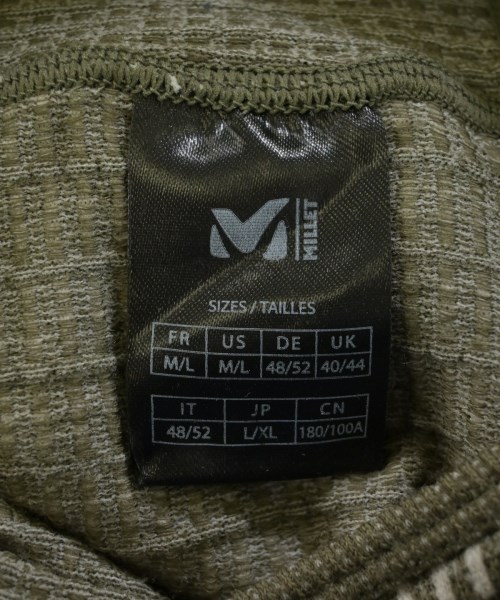 MILLET
SIZES/TAILLES
FR US DE UK
M/L M/L 48/52 40/44
IT JP CN
48/52 L/XL 180/100A